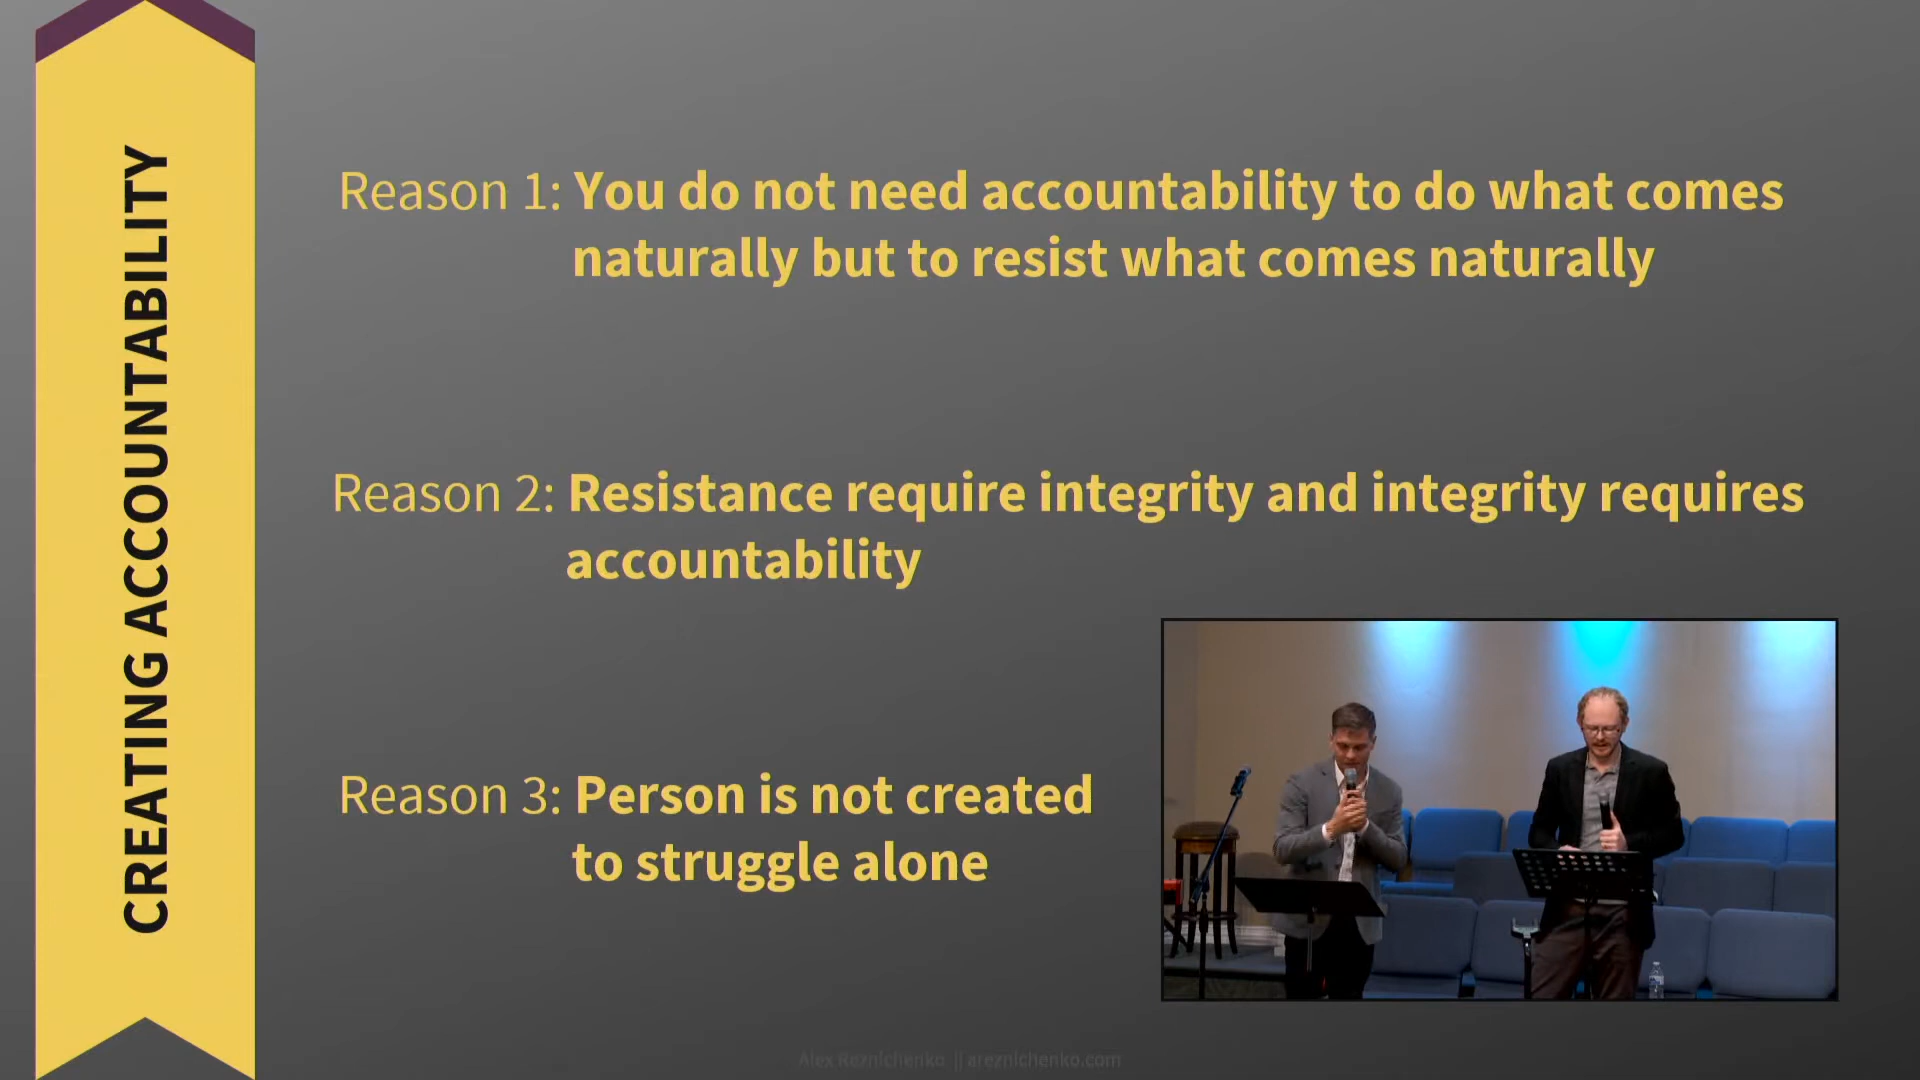 CREATING ACCOUNTABILITY
Reason 1: You do not need accountability to do what comes
naturally but to resist what comes naturally
Reason 2: Resistance require integrity and integrity requires
accountability
Reason 3: Person is not created
to struggle alone
Alex Reznichenko || areznichenko.com